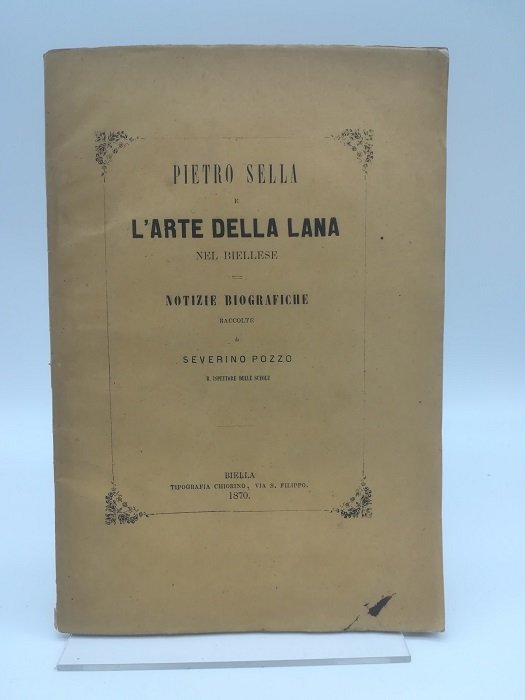 PIETRO SELLA
E
L'ARTE DELLA LANA
NEL BIELLESE
NOTIZIE BIOGRAFICHE
RACCOLTE
da
SEVERINO POZZO
R. ISPETTORE DELLE SCUOLE
BIELLA
TIPOGRAFIA CHIORINO, VIA S. FILIPPO.
1870.